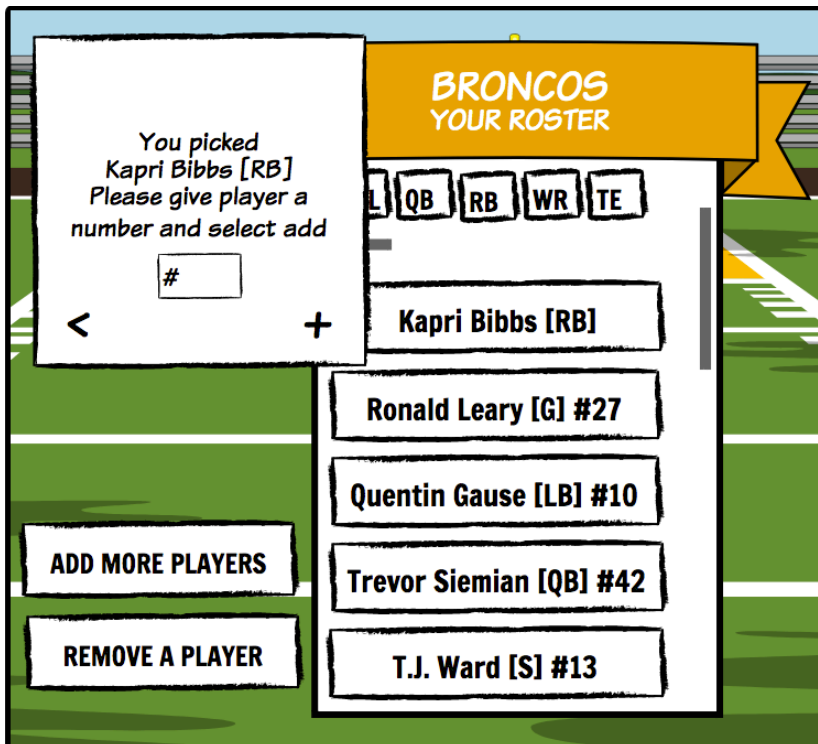 You picked
Kapri Bibbs [RB]
Please give player a
number and select add
#
<
+
BRONCOS
YOUR ROSTER
L
QB
RB
WR
TE
Kapri Bibbs [RB]
Ronald Leary [G] #27
Quentin Gause [LB] #10
Trevor Siemian [QB] #42
T.J. Ward [S] #13
ADD MORE PLAYERS
REMOVE A PLAYER